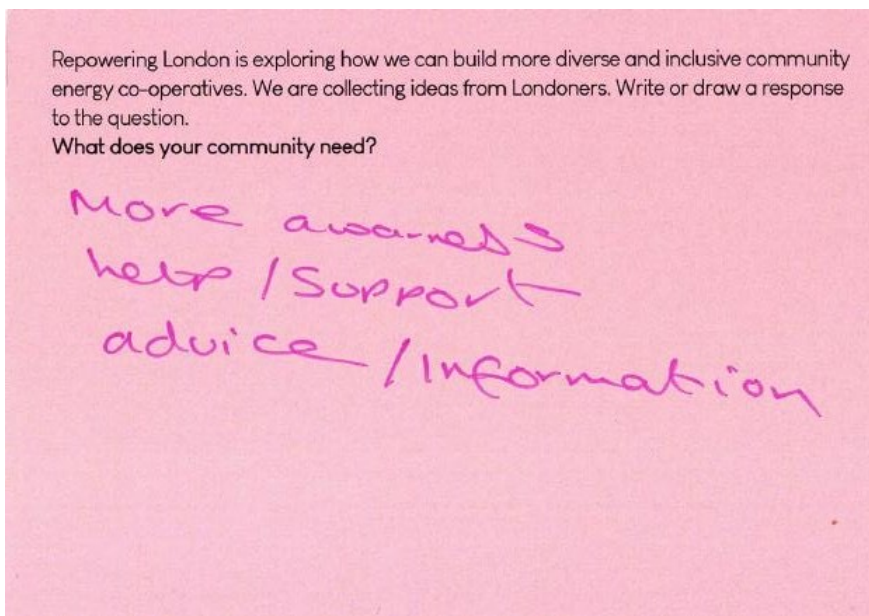 Repowering London is exploring how we can build more diverse and inclusive community
energy co-operatives. We are collecting ideas from Londoners. Write or draw a response
to the question.
What does your community need?
More awarness
help / Support
advice / Information